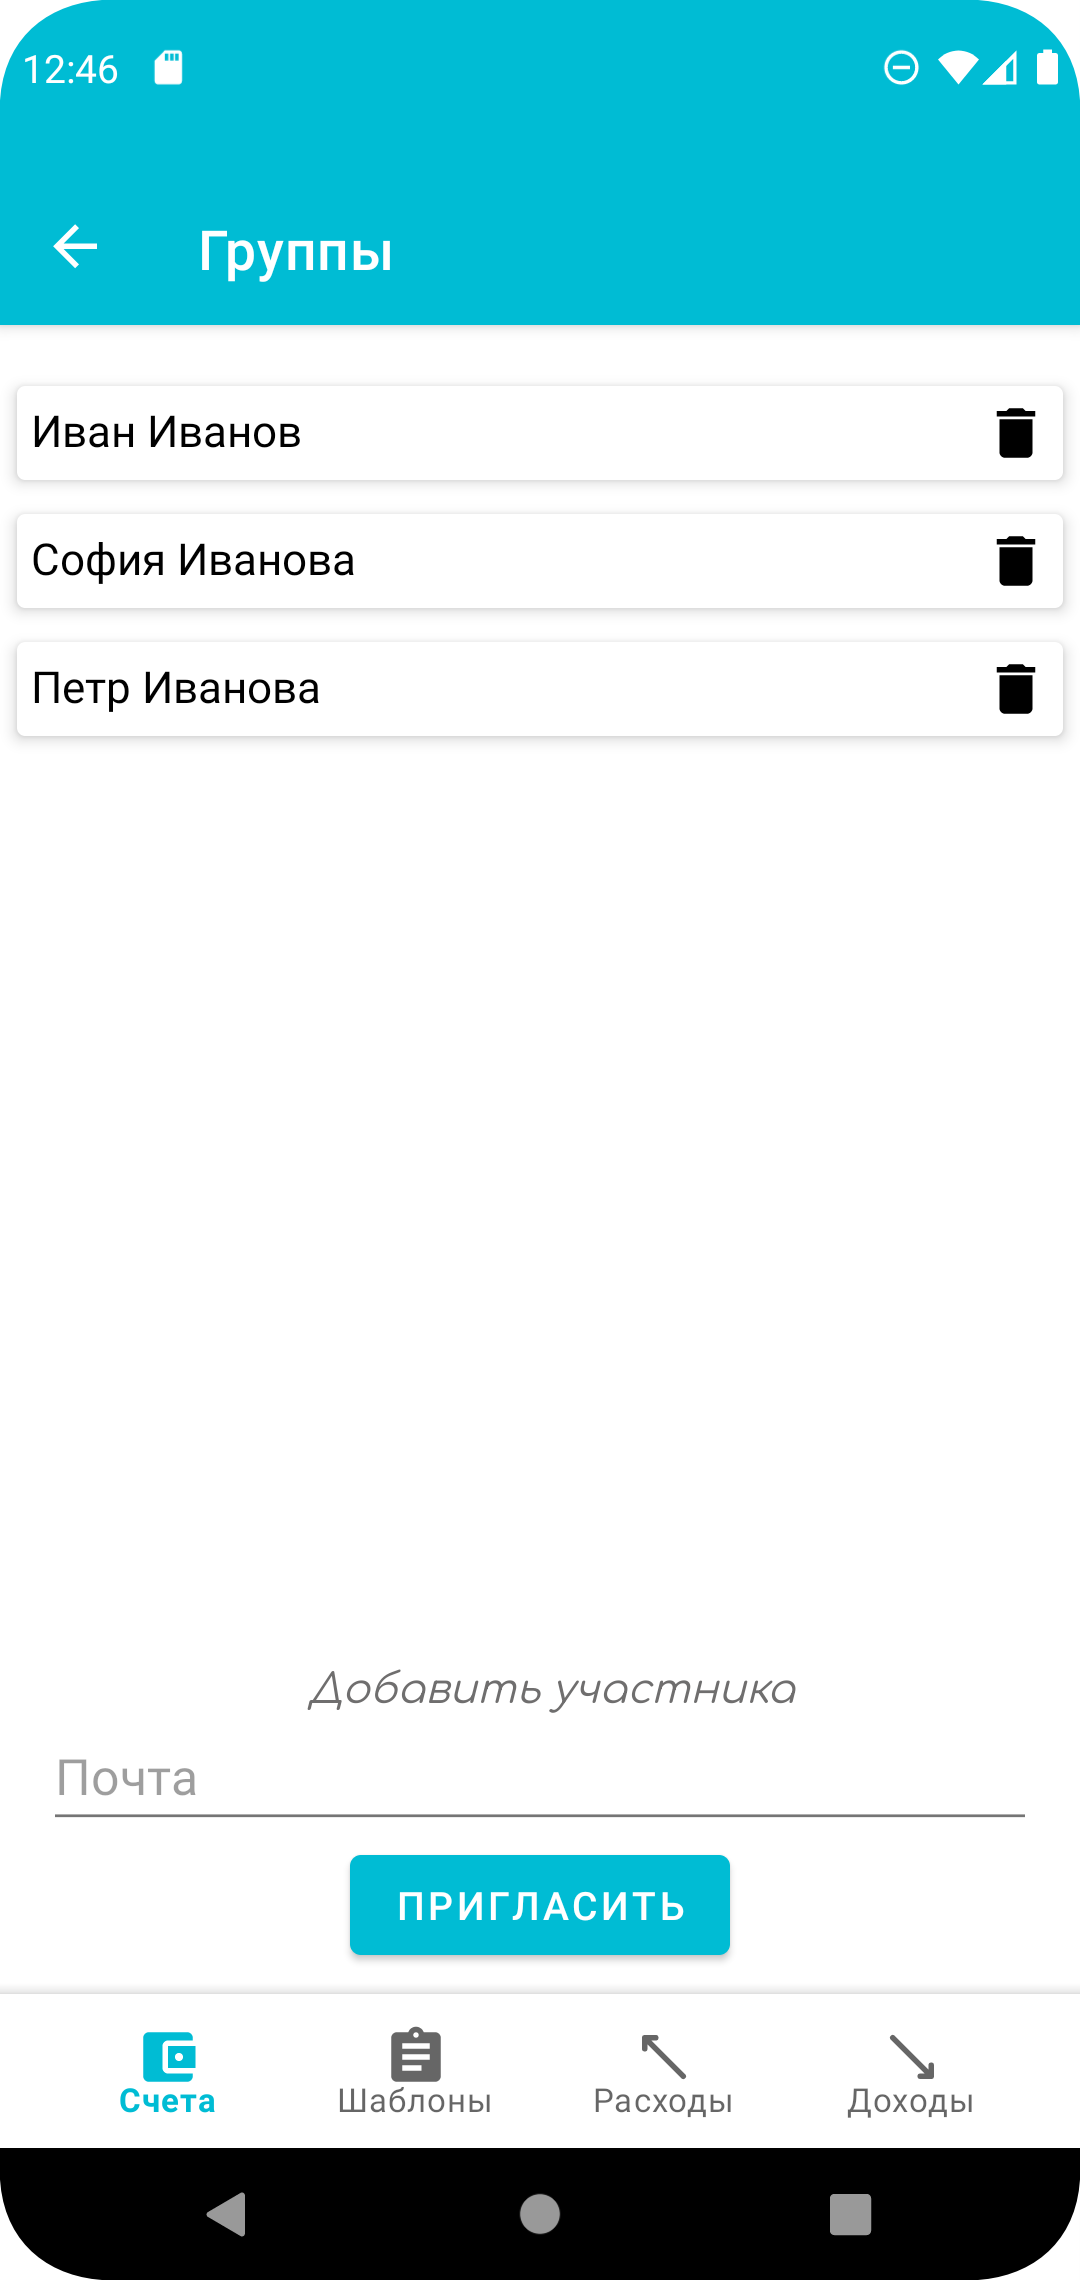 12:46
Группы
Иван Иванов
София Иванова
Петр Иванова
Добавить участника
Почта
ПРИГЛАСИТЬ
Счета Шаблоны Расходы Доходы